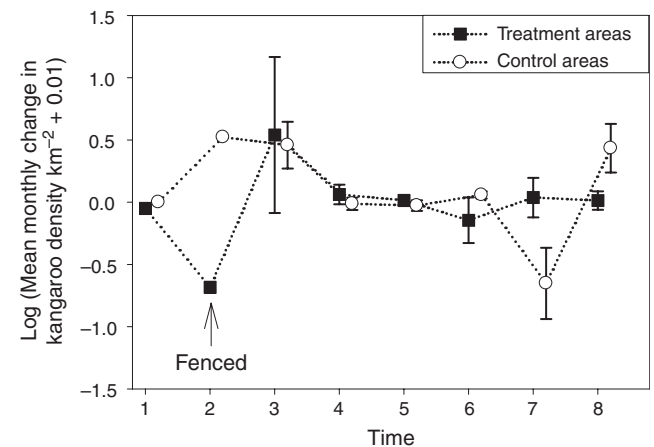 Log (Mean monthly change in
kangaroo density km⁻² + 0.01)
1.5
1.0
0.5
0.0
−0.5
−1.0
−1.5
Treatment areas
Control areas
Fenced
1 2 3 4 5 6 7 8
Time